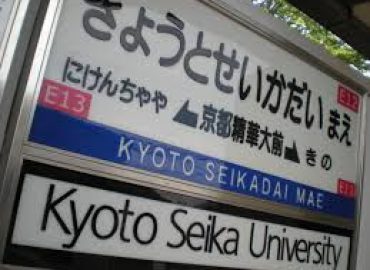 きょうとせいかだいまえ
E12
にけんちゃや
京都精華大前
きの
E13
KYOTO SEIKADAI MAE
Kyoto Seika University